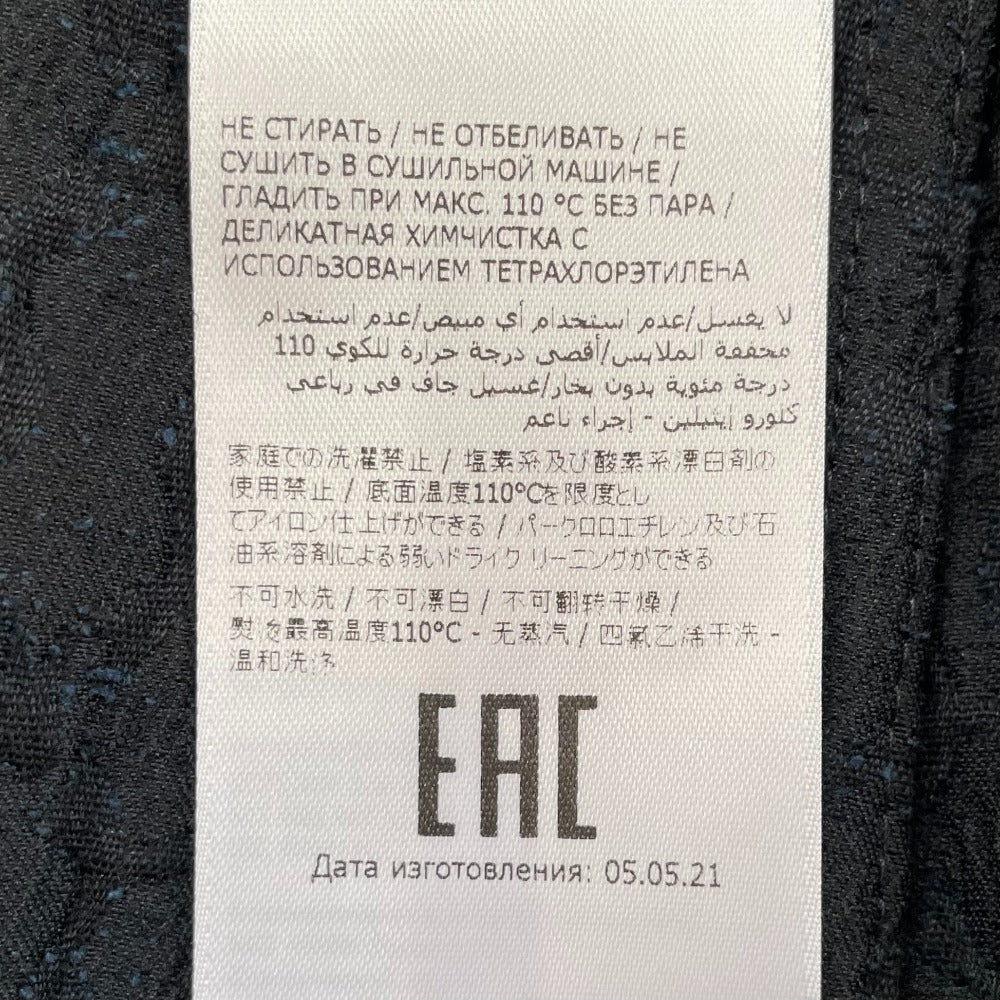 НЕ СТИРАТЬ / НЕ ОТБЕЛИВАТЬ / НЕ
СУШИТЬ В СУШИЛЬНОЙ МАШИНЕ /
ГЛАДИТЬ ПРИ МАКС. 110 °C БЕЗ ПАРА /
ДЕЛИКАТНАЯ ХИМЧИСТКА С
ИСПОЛЬЗОВАНИЕМ ТЕТРАХЛОРЭТИЛЕНА
لا يغسل/عدم استخدام أي مبيض/عدم استخدام
مجففة الملابس/أقصى درجة حرارة للكوي 110
درجة مئوية بدون بخار/غسيل جاف في رباعي
كلورو إيثيلين - إجراء ناعم
家庭での洗濯禁止 / 塩素系及び酸素系漂白剤の
使用禁止 / 底面温度110°Cを限度とし
てアイロン仕上げができる / パークロロエチレン及び石
油系溶剤による弱いドライクリーニングができる
不可水洗 / 不可漂白 / 不可翻转干燥 /
熨 最高温度110°C - 无蒸汽 / 四氯乙烯干洗 -
温和洗
EAC
Дата изготовления: 05.05.21